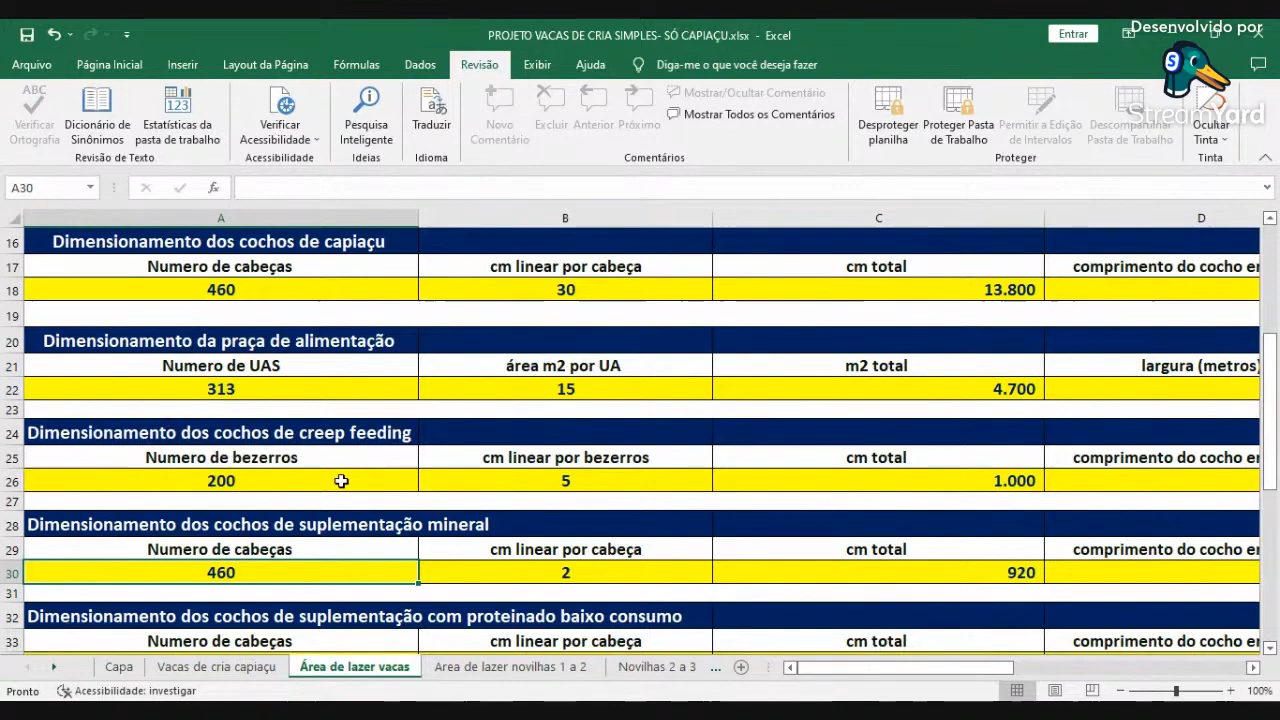 Desenvolvido por
StreamYard
PROJETO VACAS DE CRIA SIMPLES- SÓ CAPIAÇU.xlsx - Excel
Entrar
Arquivo Página Inicial Inserir Layout da Página Fórmulas Dados Revisão Exibir Ajuda Diga-me o que você deseja fazer
ABC
Verificar Ortografia
Dicionário de Sinônimos
123
Estatísticas da pasta de trabalho
Revisão de Texto
Verificar Acessibilidade
Acessibilidade
Pesquisa Inteligente
Ideias
Traduzir
Idioma
Novo Comentário
Excluir
Anterior
Próximo
Mostrar/Ocultar Comentário
Mostrar Todos os Comentários
Comentários
Desproteger planilha
Proteger Pasta de Trabalho
Permitir a Edição de Intervalos
Descompartilhar Pasta de Trabalho
Proteger
Ocultar Tinta
Tinta
A30
fx
A B C D
16 Dimensionamento dos cochos de capiaçu
17 Numero de cabeças cm linear por cabeça cm total comprimento do cocho em
18 460 30 13.800
19
20 Dimensionamento da praça de alimentação
21 Numero de UAS área m2 por UA m2 total largura (metros)
22 313 15 4.700
23
24 Dimensionamento dos cochos de creep feeding
25 Numero de bezerros cm linear por bezerros cm total comprimento do cocho em
26 200 5 1.000
27
28 Dimensionamento dos cochos de suplementação mineral
29 Numero de cabeças cm linear por cabeça cm total comprimento do cocho em
30 460 2 920
31
32 Dimensionamento dos cochos de suplementação com proteinado baixo consumo
33 Numero de cabeças cm linear por cabeça cm total comprimento do cocho em
Capa Vacas de cria capiaçu Área de lazer vacas Area de lazer novilhas 1 a 2 Novilhas 2 a 3 ...
Pronto Acessibilidade: investigar 100%